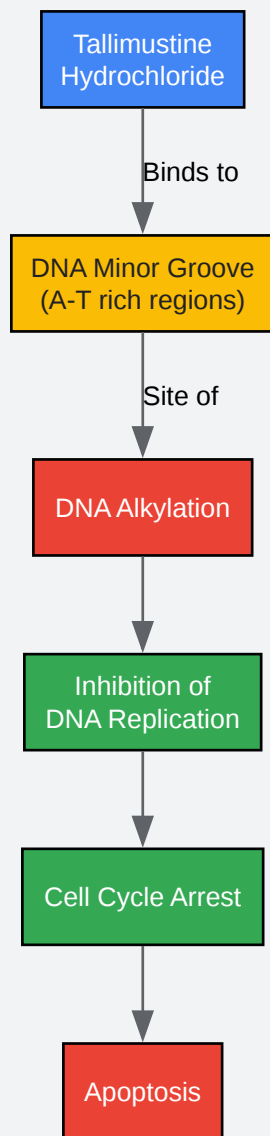 Tallimustine
Hydrochloride
Binds to
DNA Minor Groove
(A-T rich regions)
Site of
DNA Alkylation
Inhibition of
DNA Replication
Cell Cycle Arrest
Apoptosis